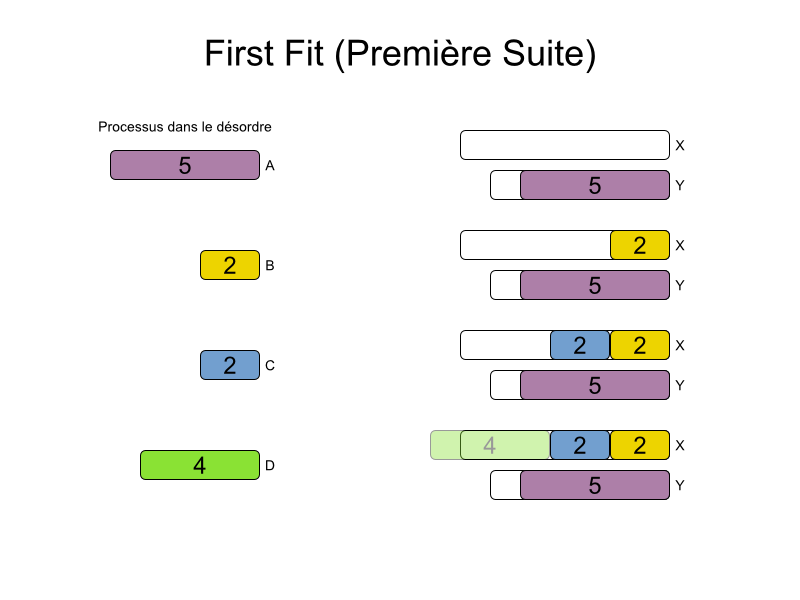 First Fit (Première Suite)
Processus dans le désordre
5 A
X
5 Y
2 B
2 X
5 Y
2 C
2 2 X
5 Y
4 D
4 2 2 X
5 Y